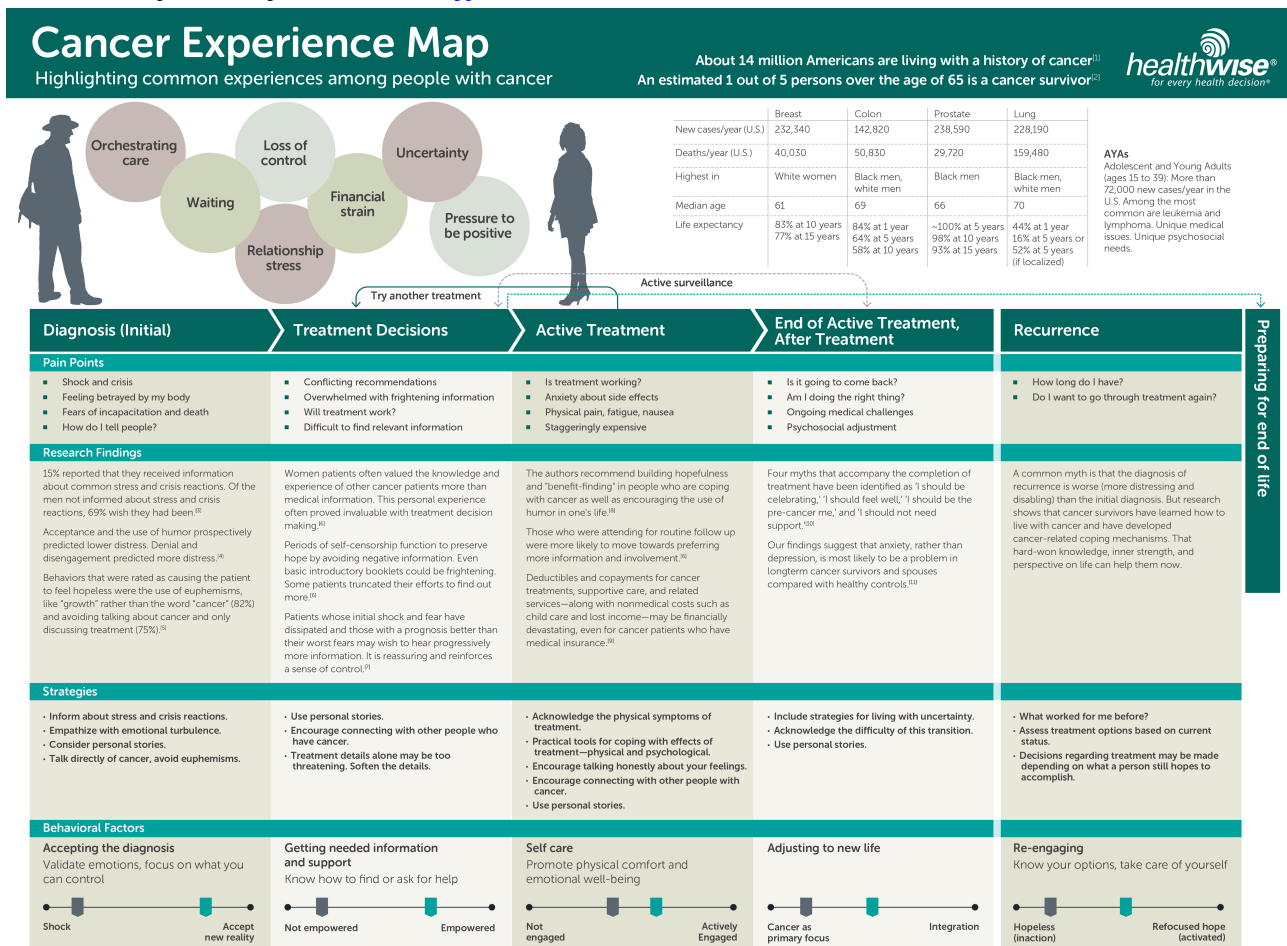 Cancer Experience Map
Highlighting common experiences among people with cancer
About 14 million Americans are living with a history of cancer[1]
An estimated 1 out of 5 persons over the age of 65 is a cancer survivor[2]
healthwise®
for every health decision®
Orchestrating
care
Waiting
Loss of
control
Relationship
stress
Financial
strain
Uncertainty
Pressure to
be positive
Breast Colon Prostate Lung
New cases/year (U.S.) 232,340 142,820 238,590 228,190
Deaths/year (U.S.) 40,030 50,830 29,720 159,480
Highest in White women Black men, Black men Black men,
white men white men
Median age 61 69 66 70
Life expectancy 83% at 10 years 84% at 1 year ~100% at 5 years 44% at 1 year
77% at 15 years 64% at 5 years 98% at 10 years 16% at 5 years or
58% at 10 years 93% at 15 years 52% at 5 years
(if localized)
AYAs
Adolescent and Young Adults
(ages 15 to 39): More than
72,000 new cases/year in the
U.S. Among the most
common are leukemia and
lymphoma. Unique medical
issues. Unique psychosocial
needs.
Try another treatment
Active surveillance
Diagnosis (Initial)
Treatment Decisions
Active Treatment
End of Active Treatment,
After Treatment
Recurrence
Preparing for end of life
Pain Points
▪ Shock and crisis
▪ Feeling betrayed by my body
▪ Fears of incapacitation and death
▪ How do I tell people?
▪ Conflicting recommendations
▪ Overwhelmed with frightening information
▪ Will treatment work?
▪ Difficult to find relevant information
▪ Is treatment working?
▪ Anxiety about side effects
▪ Physical pain, fatigue, nausea
▪ Staggeringly expensive
▪ Is it going to come back?
▪ Am I doing the right thing?
▪ Ongoing medical challenges
▪ Psychosocial adjustment
▪ How long do I have?
▪ Do I want to go through treatment again?
Research Findings
15% reported that they received information
about common stress and crisis reactions. Of the
men not informed about stress and crisis
reactions, 69% wish they had been.[3]
Acceptance and the use of humor prospectively
predicted lower distress. Denial and
disengagement predicted more distress.[4]
Behaviors that were rated as causing the patient
to feel hopeless were the use of euphemisms,
like "growth" rather than the word "cancer" (82%)
and avoiding talking about cancer and only
discussing treatment (75%).[5]
Women patients often valued the knowledge and
experience of other cancer patients more than
medical information. This personal experience
often proved invaluable with treatment decision
making.[6]
Periods of self-censorship function to preserve
hope by avoiding negative information. Even
basic introductory booklets could be frightening.
Some patients truncated their efforts to find out
more.[6]
Patients whose initial shock and fear have
dissipated and those with a prognosis better than
their worst fears may wish to hear progressively
more information. It is reassuring and reinforces
a sense of control.[7]
The authors recommend building hopefulness
and "benefit-finding" in people who are coping
with cancer as well as encouraging the use of
humor in one's life.[8]
Those who were attending for routine follow up
were more likely to move towards preferring
more information and involvement.[6]
Deductibles and copayments for cancer
treatments, supportive care, and related
services—along with nonmedical costs such as
child care and lost income—may be financially
devastating, even for cancer patients who have
medical insurance.[9]
Four myths that accompany the completion of
treatment have been identified as 'I should be
celebrating,' 'I should feel well,' 'I should be the
pre-cancer me,' and 'I should not need
support.'[10]
Our findings suggest that anxiety, rather than
depression, is most likely to be a problem in
longterm cancer survivors and spouses
compared with healthy controls.[11]
A common myth is that the diagnosis of
recurrence is worse (more distressing and
disabling) than the initial diagnosis. But research
shows that cancer survivors have learned how to
live with cancer and have developed
cancer-related coping mechanisms. That
hard-won knowledge, inner strength, and
perspective on life can help them now.
Strategies
• Inform about stress and crisis reactions.
• Empathize with emotional turbulence.
• Consider personal stories.
• Talk directly of cancer, avoid euphemisms.
• Use personal stories.
• Encourage connecting with other people who
have cancer.
• Treatment details alone may be too
threatening. Soften the details.
• Acknowledge the physical symptoms of
treatment.
• Practical tools for coping with effects of
treatment—physical and psychological.
• Encourage talking honestly about your feelings.
• Encourage connecting with other people with
cancer.
• Use personal stories.
• Include strategies for living with uncertainty.
• Acknowledge the difficulty of this transition.
• Use personal stories.
• What worked for me before?
• Assess treatment options based on current
status.
• Decisions regarding treatment may be made
depending on what a person still hopes to
accomplish.
Behavioral Factors
Accepting the diagnosis
Validate emotions, focus on what you
can control
Shock Accept
new reality
Getting needed information
and support
Know how to find or ask for help
Not empowered Empowered
Self care
Promote physical comfort and
emotional well-being
Not Actively
engaged Engaged
Adjusting to new life
Cancer as Integration
primary focus
Re-engaging
Know your options, take care of yourself
Hopeless Refocused hope
(inaction) (activated)